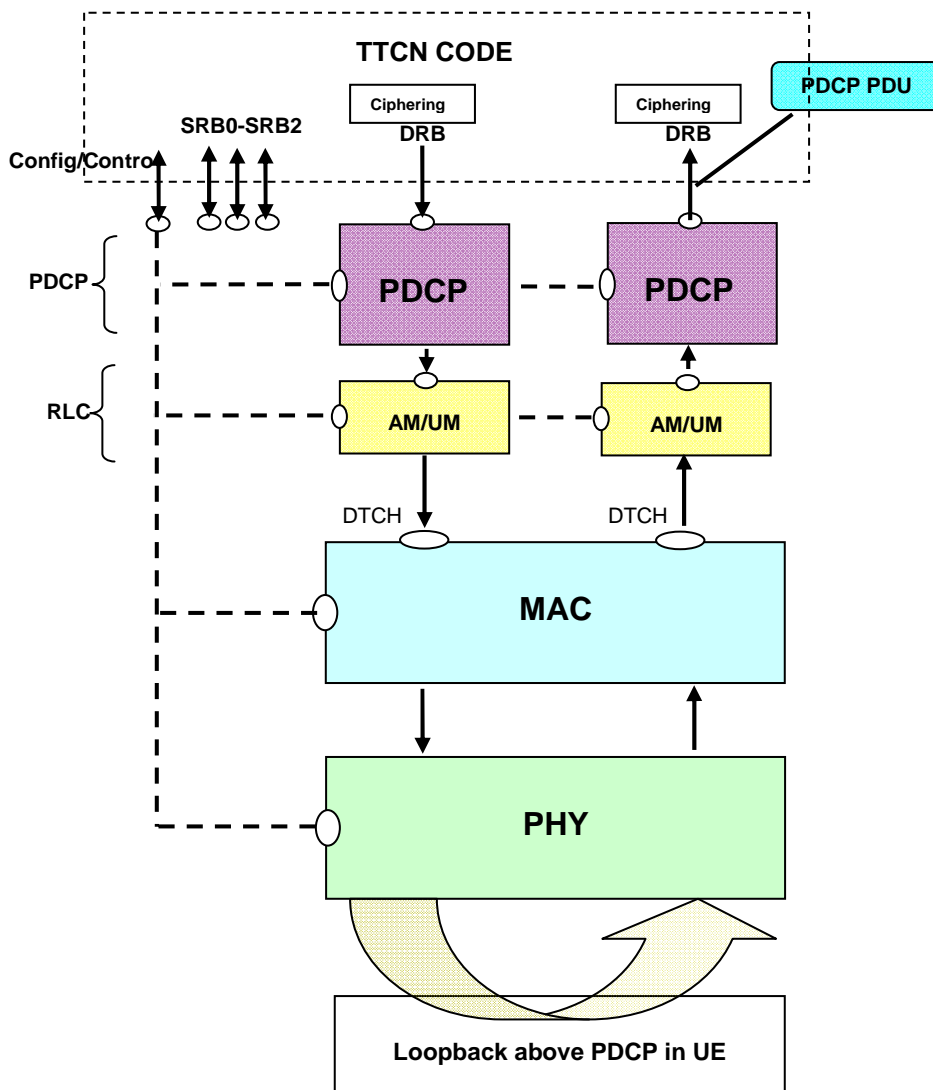 TTCN CODE
PDCP PDU
Ciphering
Ciphering
SRB0-SRB2
DRB
DRB
Config/Contro
PDCP
PDCP
PDCP
RLC
AM/UM
AM/UM
DTCH
DTCH
MAC
PHY
Loopback above PDCP in UE